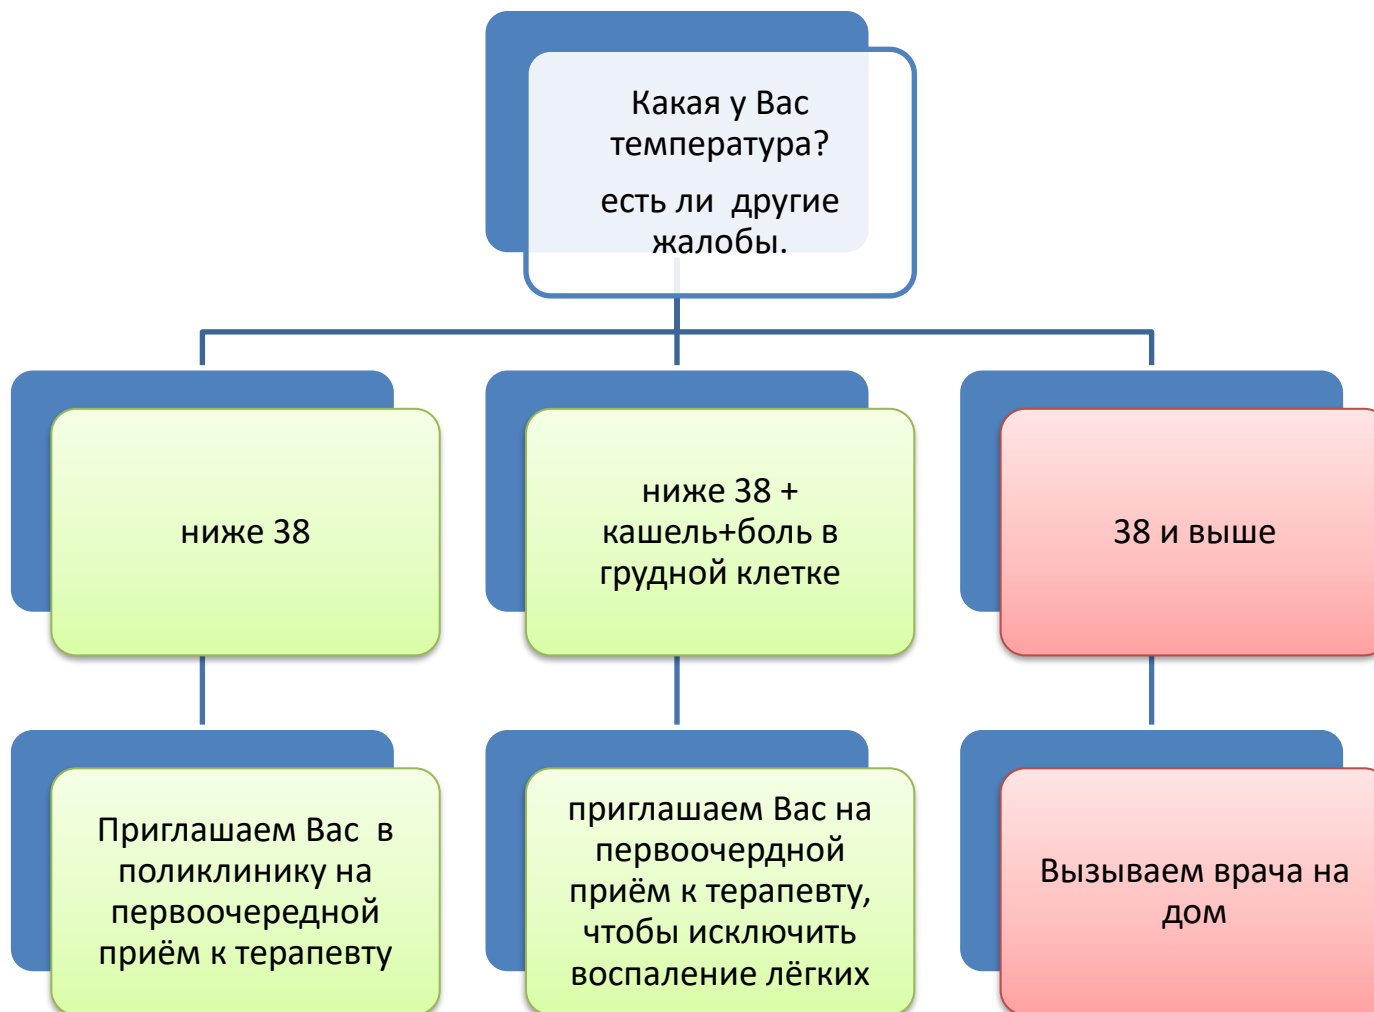 Какая у Вас
температура?
есть ли другие
жалобы.
ниже 38
ниже 38 +
кашель+боль в
грудной клетке
38 и выше
Приглашаем Вас в
поликлинику на
первоочередной
приём к терапевту
приглашаем Вас на
первоочердной
приём к терапевту,
чтобы исключить
воспаление лёгких
Вызываем врача на
дом